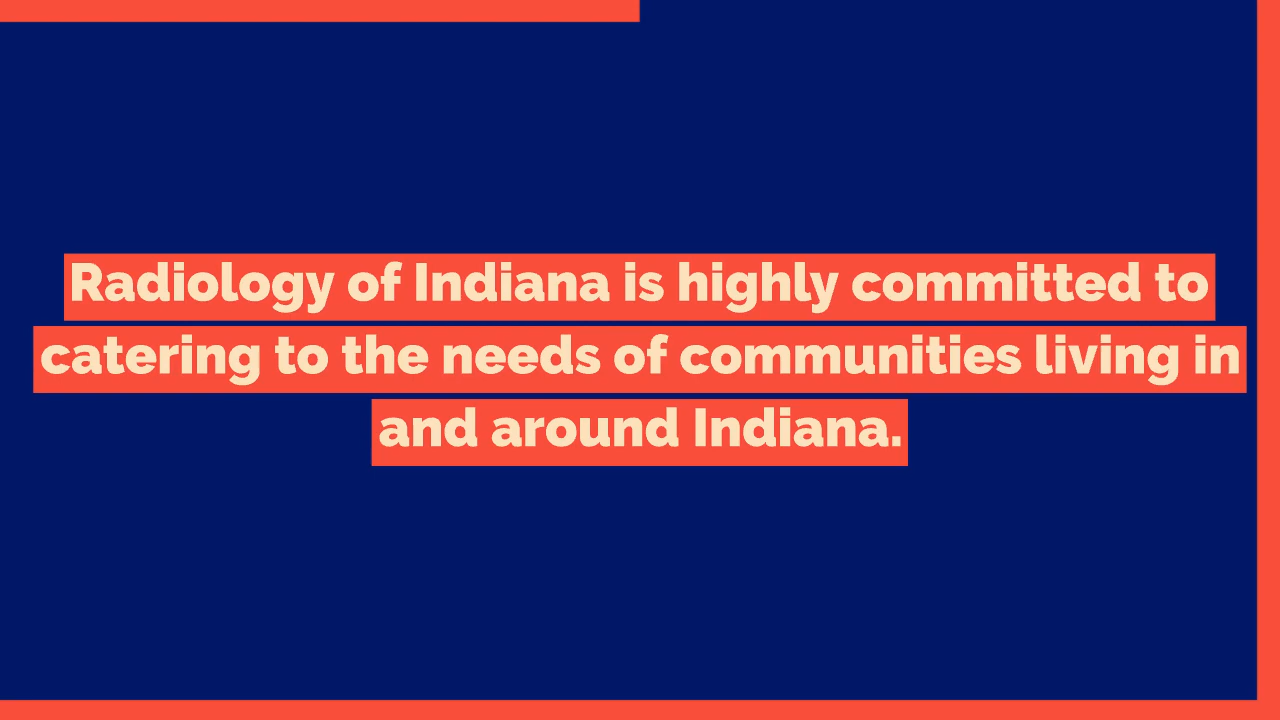 Radiology of Indiana is highly committed to
catering to the needs of communities living in
and around Indiana.